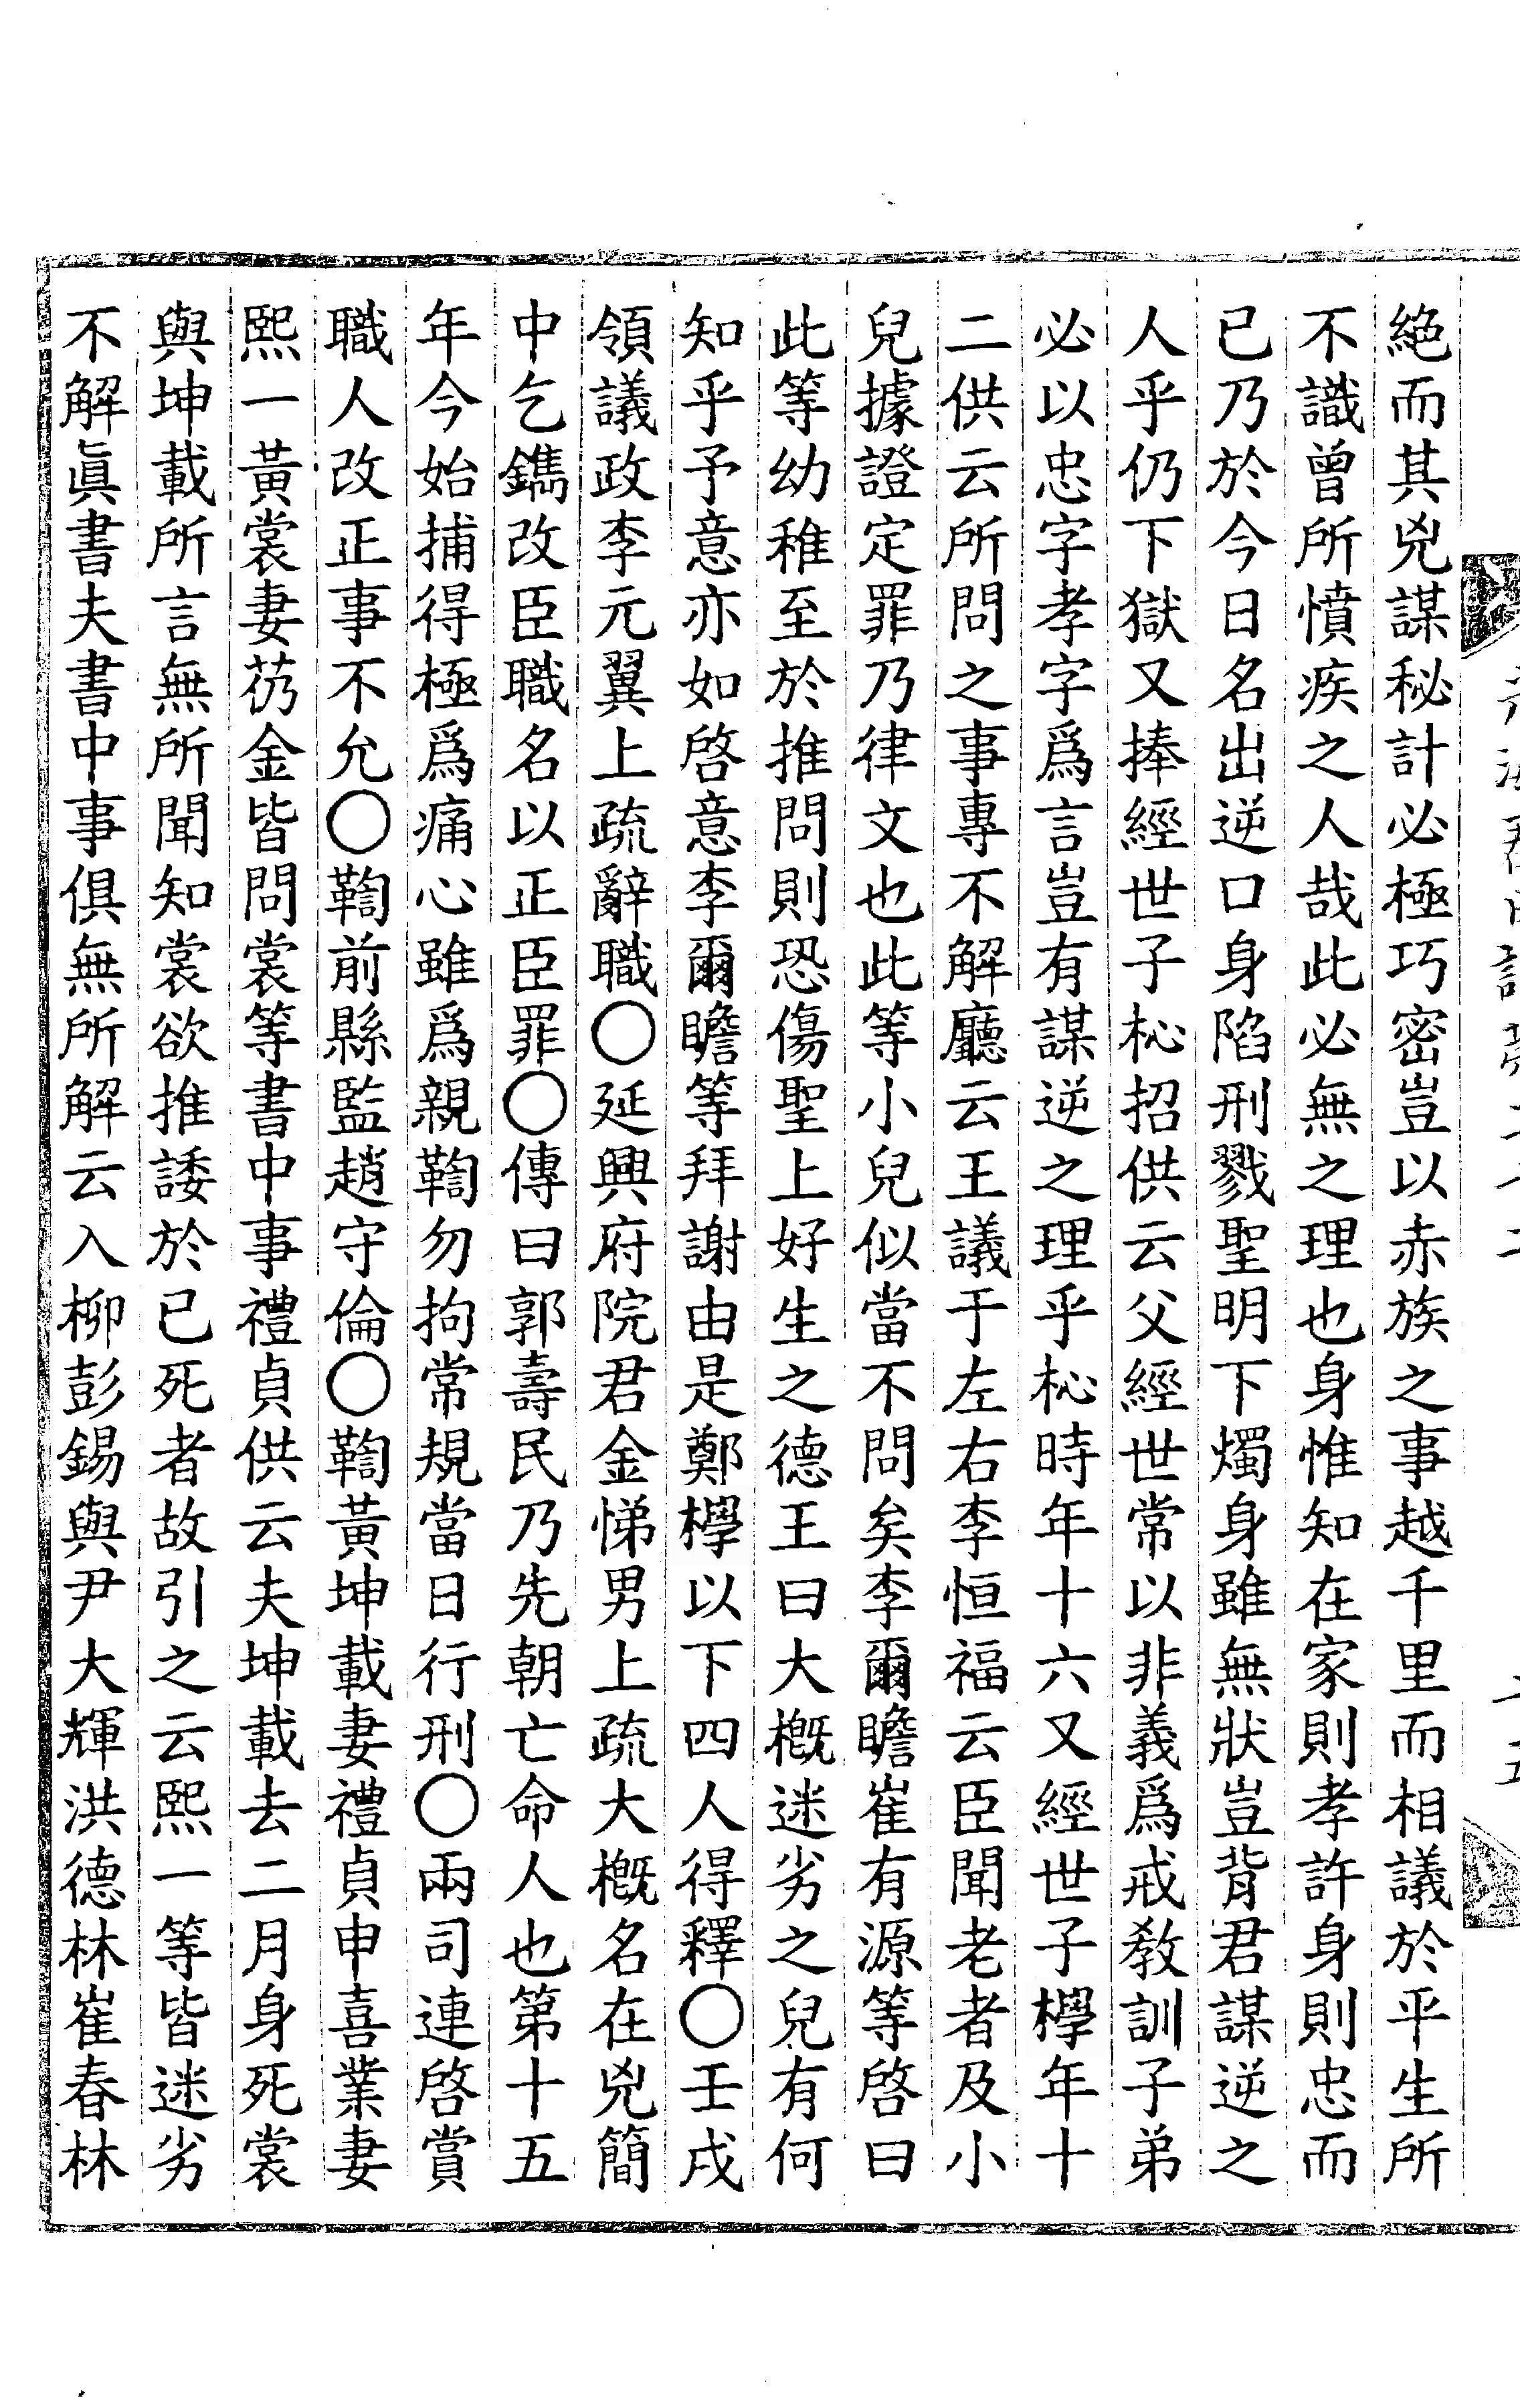 絶而其兇謀秘計必極巧密豈以赤族之事越千里而相議於平生所
不識曾所憤疾之人哉此必無之理也身惟知在家則孝許身則忠而
已乃於今日名出逆口身陷刑戮聖明下燭身雖無狀豈背君謀逆之
人乎仍下獄又捧經世子杺招供云父經世常以非義爲戒敎訓子弟
必以忠字孝字爲言豈有謀逆之理乎杺時年十六又經世子㰒年十
二供云所問之事專不解廳云王議于左右李恒福云臣聞老者及小
兒據證定罪乃律文也此等小兒似當不問矣李爾瞻崔有源等啓曰
此等幼稚至於推問則恐傷聖上好生之德王曰大槪迷劣之兒有何
知乎予意亦如啓意李爾瞻等拜謝由是鄭㰒以下四人得釋〇壬戌
領議政李元翼上疏辭職〇延興府院君金悌男上疏大槪名在兇簡
中乞鐫改臣職名以正臣罪〇傳曰郭壽民乃先朝亡命人也第十五
年今始捕得極爲痛心雖爲親鞫勿拘常規當日行刑〇兩司連啓賞
職人改正事不允〇鞫前縣監趙守倫〇鞫黃坤載妻禮貞申喜業妻
熙一黃裳妻芿金皆問裳等書中事禮貞供云夫坤載去二月身死裳
與坤載所言無所聞知裳欲推諉於已死者故引之云熙一等皆迷劣
不解眞書夫書中事俱無所解云入柳彭錫與尹大輝洪德林崔春林